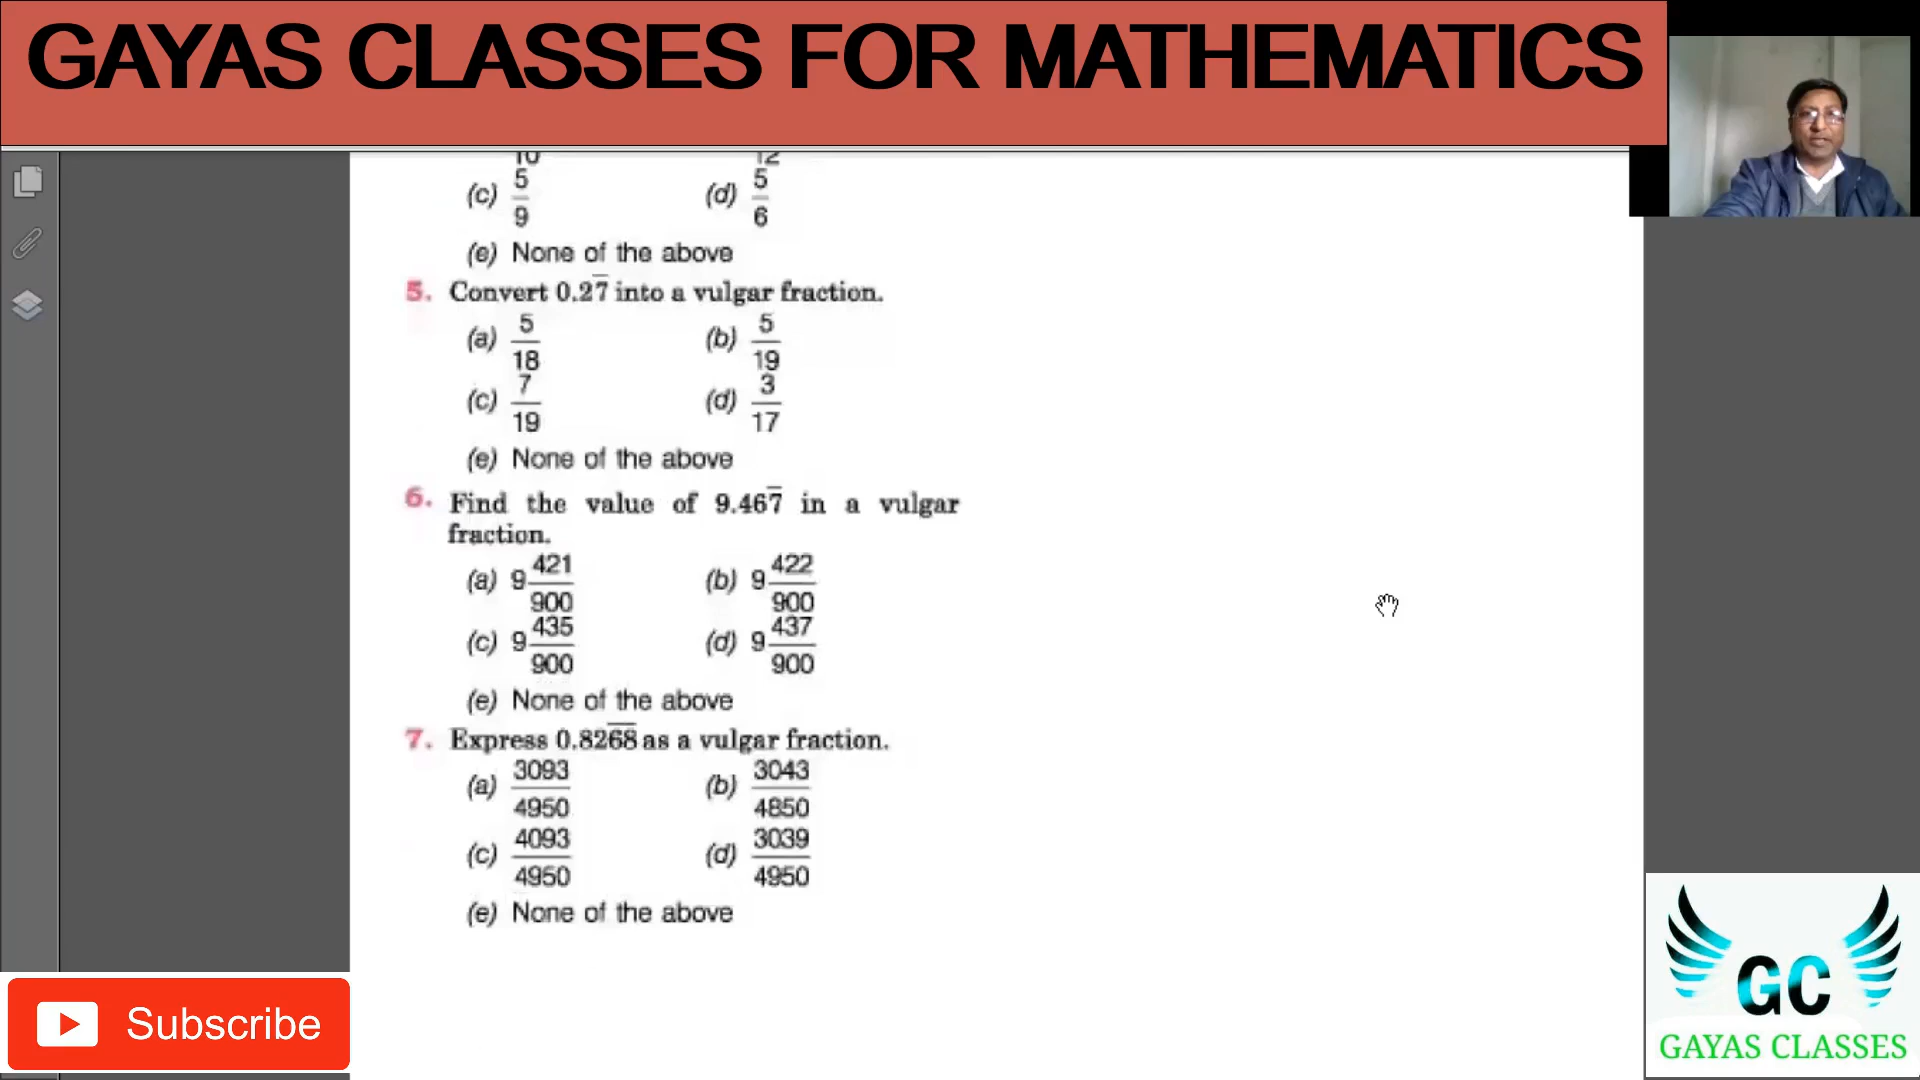 GAYAS CLASSES FOR MATHEMATICS
10 12
(c) 5/9 (d) 5/6
(e) None of the above
5. Convert 0.27̅ into a vulgar fraction.
(a) 5/18 (b) 5/19
(c) 7/19 (d) 3/17
(e) None of the above
6. Find the value of 9.467̅ in a vulgar
fraction.
(a) 9 421/900 (b) 9 422/900
(c) 9 435/900 (d) 9 437/900
(e) None of the above
7. Express 0.826̅8̅ as a vulgar fraction.
(a) 3093/4950 (b) 3043/4850
(c) 4093/4950 (d) 3039/4950
(e) None of the above
Subscribe
GC
GAYAS CLASSES